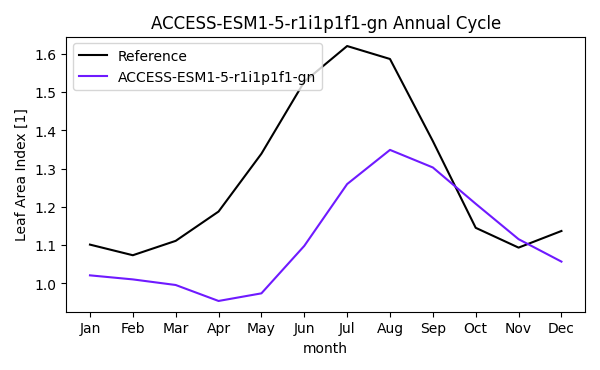 ACCESS-ESM1-5-r1i1p1f1-gn Annual Cycle
Reference
ACCESS-ESM1-5-r1i1p1f1-gn
Leaf Area Index [1]
1.6
1.5
1.4
1.3
1.2
1.1
1.0
Jan Feb Mar Apr May Jun Jul Aug Sep Oct Nov Dec
month